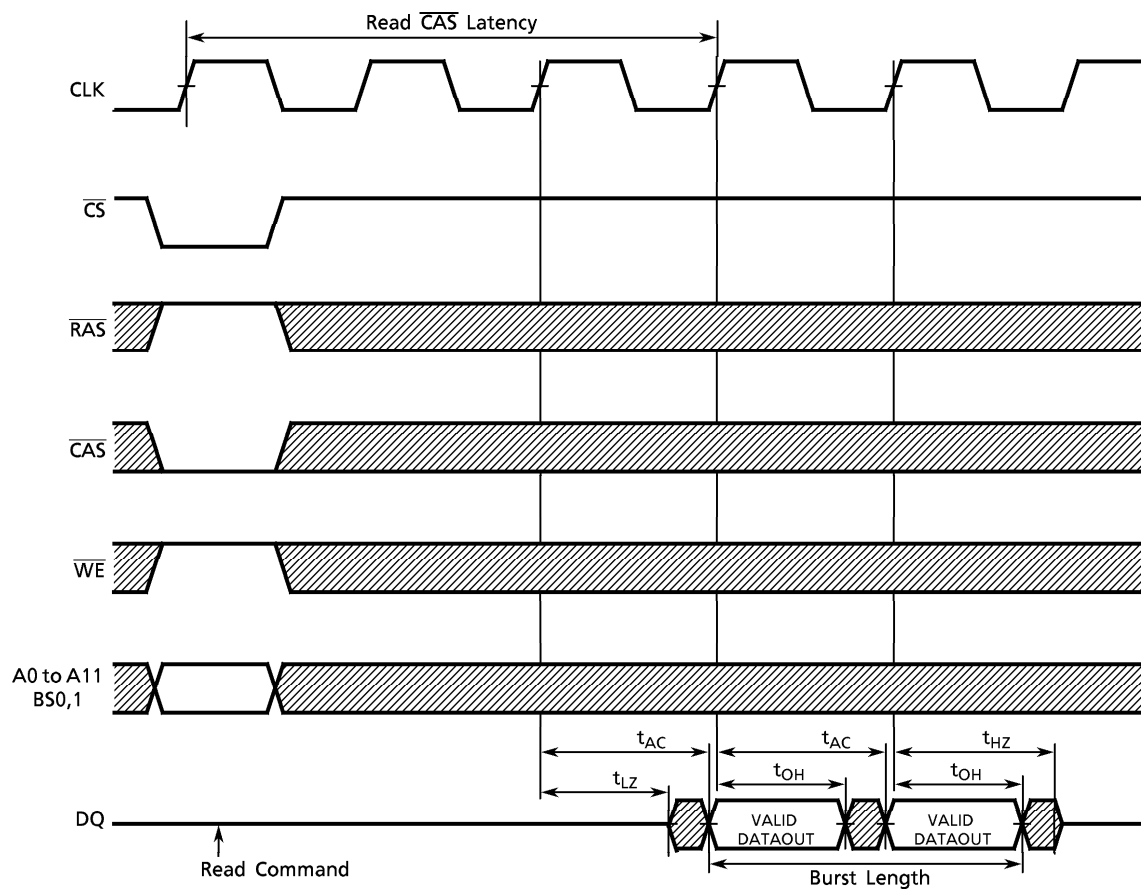 Read CAS Latency
CLK
CS
RAS
CAS
WE
A0 to A11
BS0,1
tAC
tAC
tHZ
tLZ
tOH
tOH
DQ
VALID
DATAOUT
VALID
DATAOUT
Read Command
Burst Length